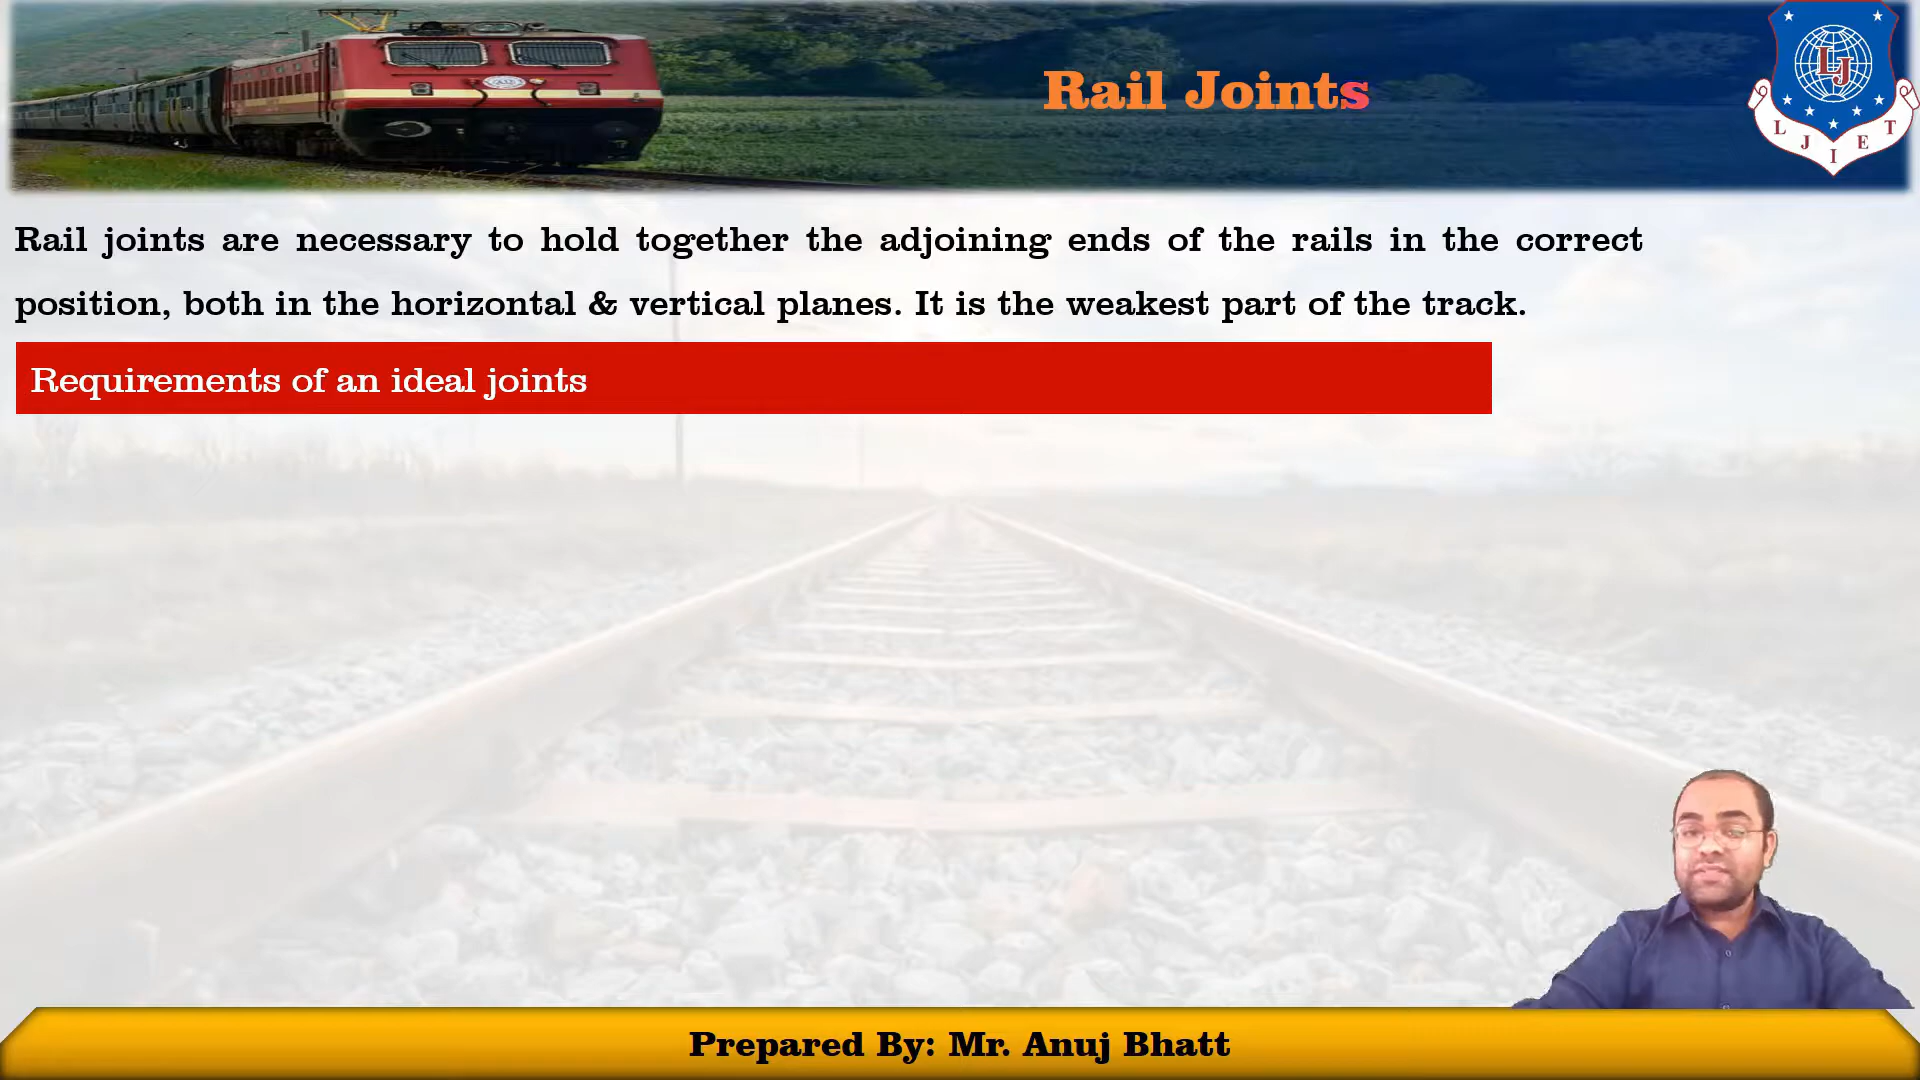 Rail Joints
LJ
L J I E T
Rail joints are necessary to hold together the adjoining ends of the rails in the correct
position, both in the horizontal & vertical planes. It is the weakest part of the track.
Requirements of an ideal joints
Prepared By: Mr. Anuj Bhatt